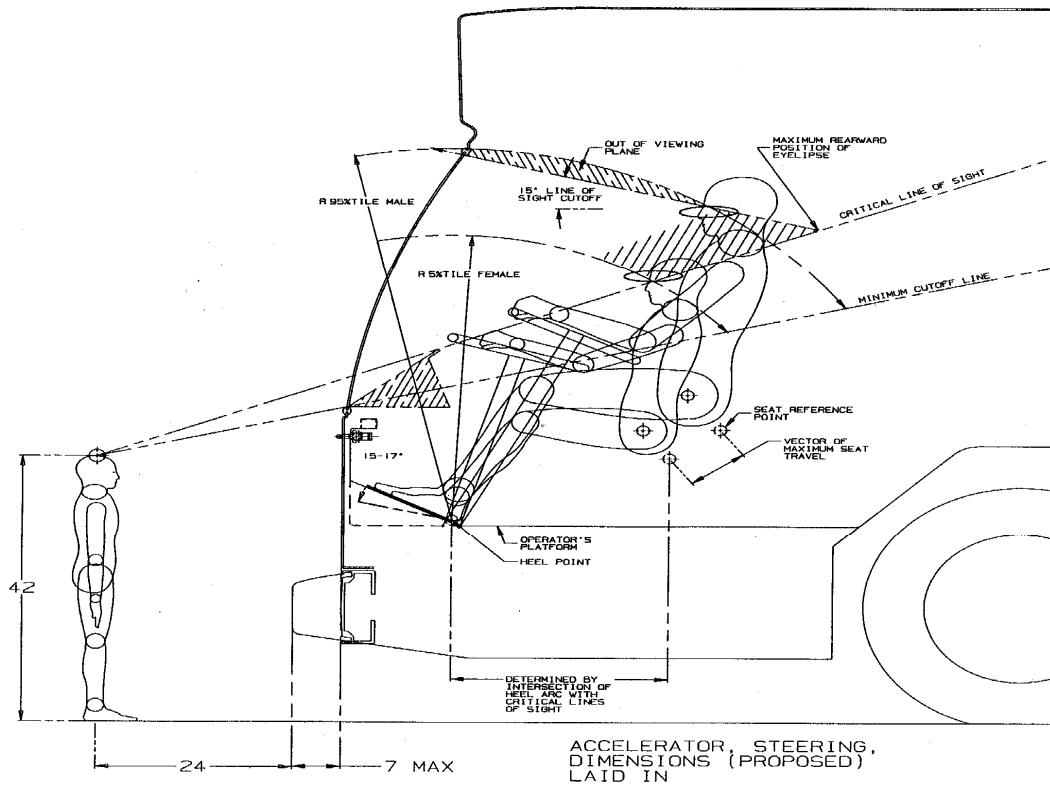 OUT OF VIEWING
PLANE
MAXIMUM REARWARD
POSITION OF
EYELIPSE
15° LINE OF
SIGHT CUTOFF
CRITICAL LINE OF SIGHT
R 95%TILE MALE
R 5%TILE FEMALE
MINIMUM CUTOFF LINE
SEAT REFERENCE
POINT
15-17°
VECTOR OF
MAXIMUM SEAT
TRAVEL
OPERATOR'S
PLATFORM
HEEL POINT
42
DETERMINED BY
INTERSECTION OF
HEEL ARC WITH
CRITICAL LINES
OF SIGHT
24
7 MAX
ACCELERATOR, STEERING,
DIMENSIONS (PROPOSED)
LAID IN